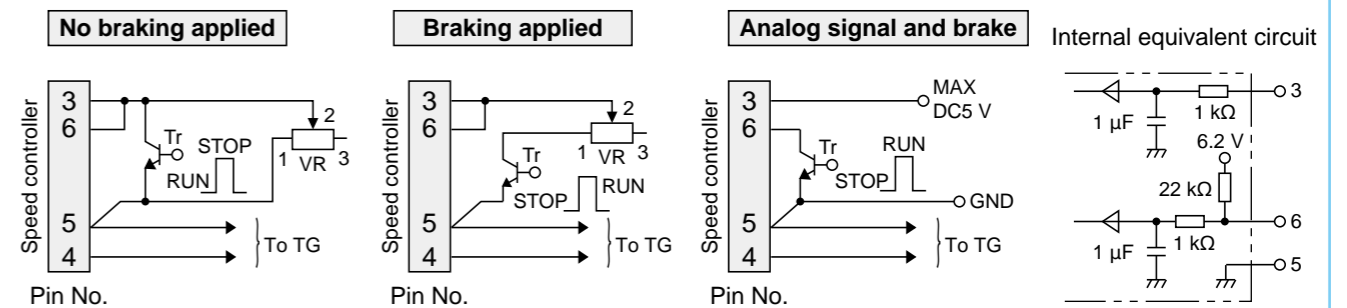 No braking applied
Speed controller
3
6
5
4
Tr
STOP
RUN
2
1 VR 3
To TG
Pin No.
Braking applied
Speed controller
3
6
5
4
Tr
2
1 VR 3
STOP
RUN
To TG
Pin No.
Analog signal and brake
Speed controller
3
6
5
4
MAX
DC5 V
Tr
RUN
STOP
GND
To TG
Pin No.
Internal equivalent circuit
3
1 µF
1 kΩ
6.2 V
22 kΩ
6
1 µF
1 kΩ
5